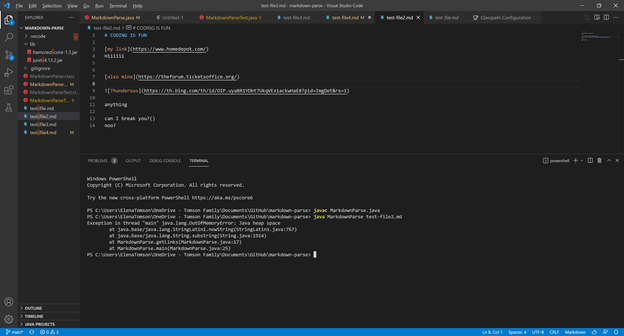 File Edit Selection View Go Run Terminal Help
test-file2.md - markdown-parse - Visual Studio Code
EXPLORER
MarkdownParse.java M
Untitled-1
MarkdownParseTest.java 1
test-file3.md
test-file4.md M
test-file2.md
test-file.md
Classpath Configuration
MARKDOWN-PARSE
.vscode
lib
hamcrest-core-1.3.jar
junit-4.13.2.jar
.gitignore
MarkdownParse.class
MarkdownParse.... M
MarkdownParseTest.cl...
MarkdownParseT... 3
test-file.md
test-file2.md
test-file3.md
test-file4.md M
test-file2.md > # CODING IS FUN
1 # CODING IS FUN
2
3 [my link](https://www.homedepot.com/)
4 Hiiiiii
5
6
7 [also mine](https://theforum.ticketsoffice.org/)
8
9 ![Thunderous](https://th.bing.com/th/id/OIP.uyaBR1YObt7UkqVEziackwHaE8?pid=ImgDet&rs=1)
10
11 anything
12
13 can I break you?()
14 noo?
PROBLEMS 3 OUTPUT DEBUG CONSOLE TERMINAL
powershell
Windows PowerShell
Copyright (C) Microsoft Corporation. All rights reserved.
Try the new cross-platform PowerShell https://aka.ms/pscore6
PS C:\Users\ElenaTomson\OneDrive - Tomson Family\Documents\GitHub\markdown-parse> javac MarkdownParse.java
PS C:\Users\ElenaTomson\OneDrive - Tomson Family\Documents\GitHub\markdown-parse> java MarkdownParse test-file2.md
Exception in thread "main" java.lang.OutOfMemoryError: Java heap space
at java.base/java.lang.StringLatin1.newString(StringLatin1.java:767)
at java.base/java.lang.String.substring(String.java:1914)
at MarkdownParse.getLinks(MarkdownParse.java:17)
at MarkdownParse.main(MarkdownParse.java:25)
PS C:\Users\ElenaTomson\OneDrive - Tomson Family\Documents\GitHub\markdown-parse>
OUTLINE
TIMELINE
JAVA PROJECTS
main* 0 3
Ln 8, Col 1 Spaces: 4 UTF-8 CRLF Markdown